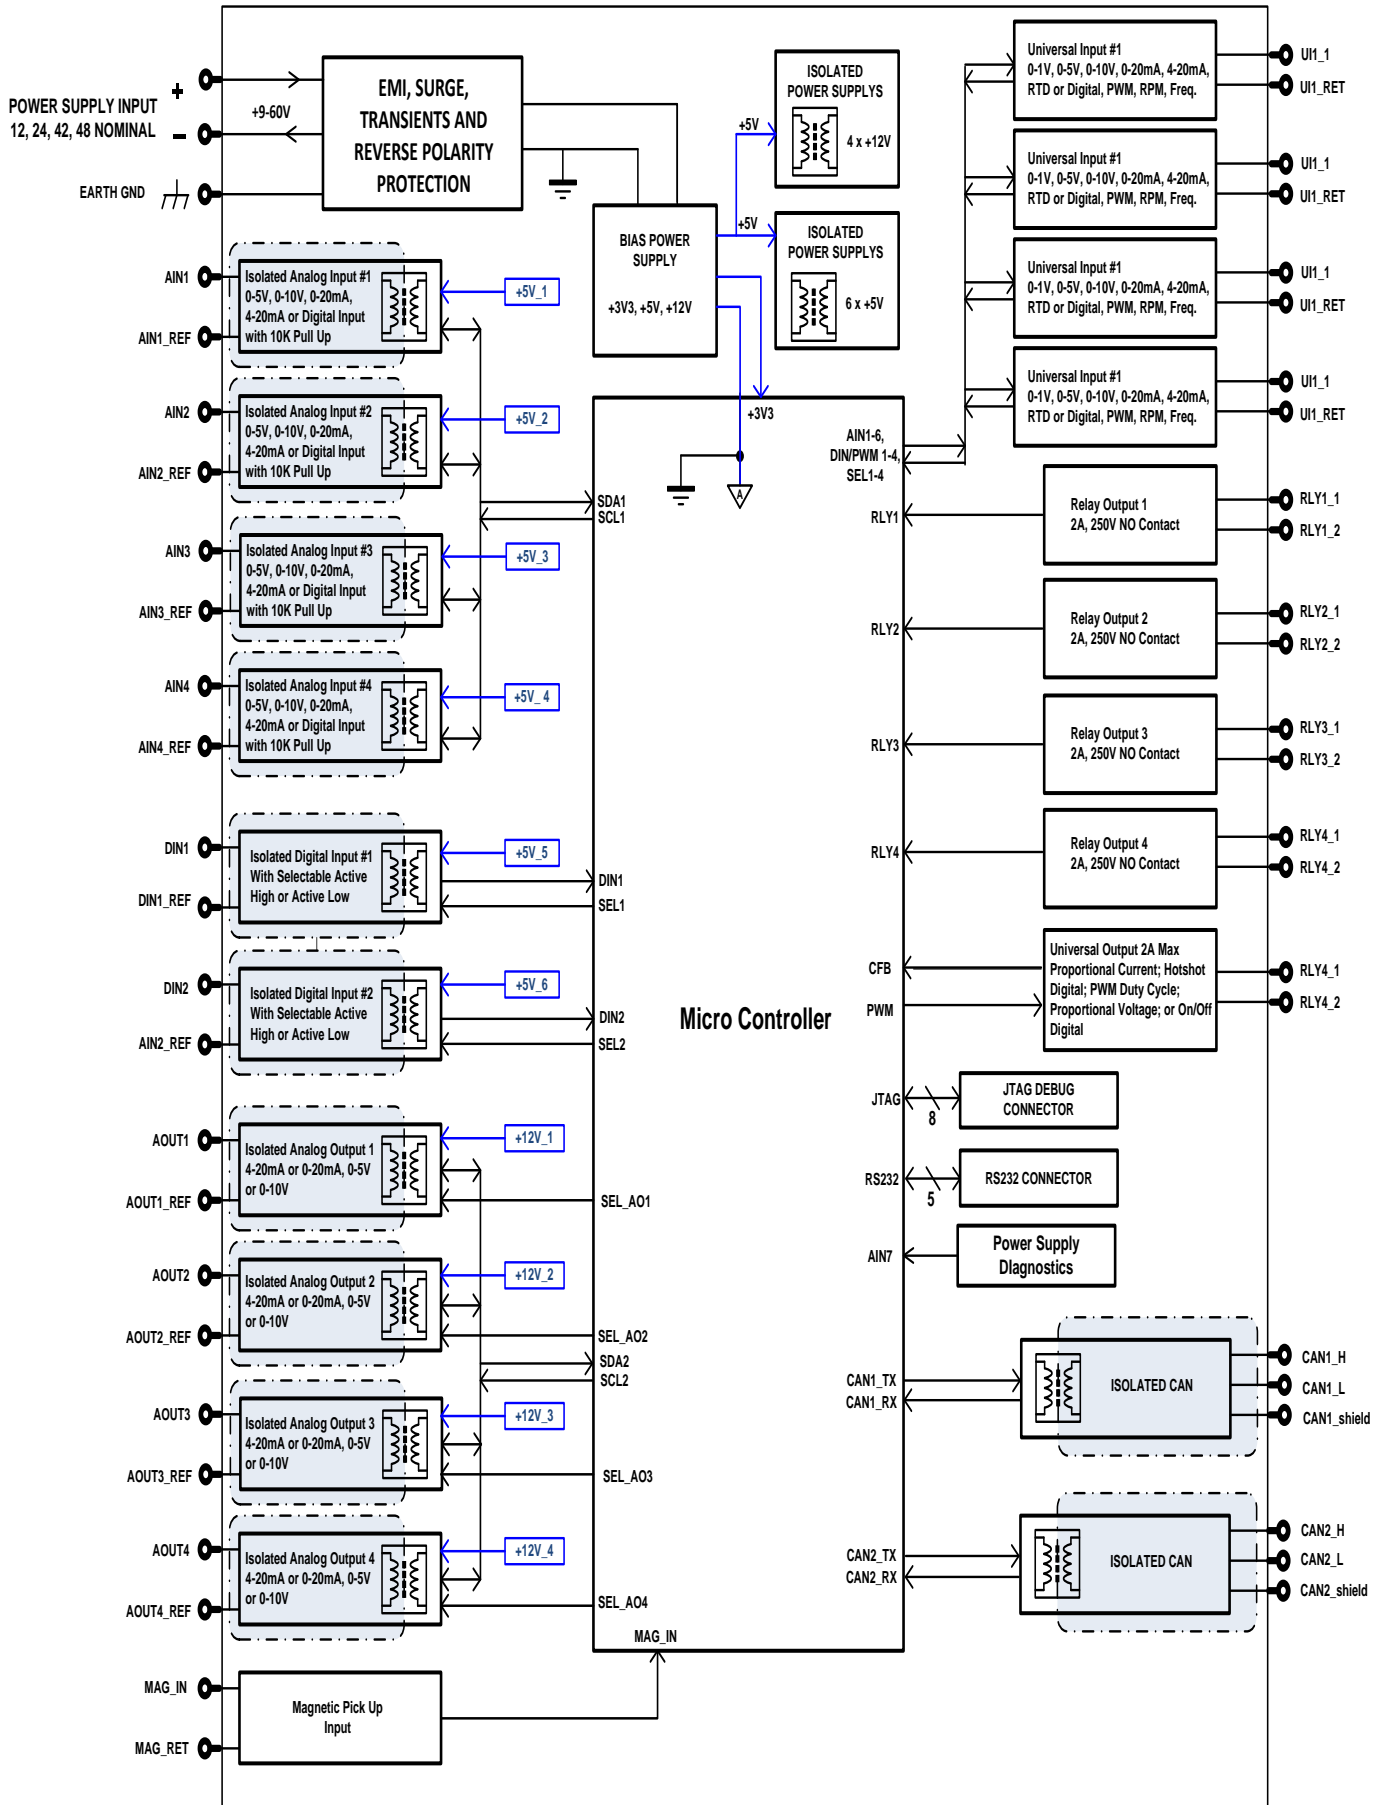 POWER SUPPLY INPUT
12, 24, 42, 48 NOMINAL
+
−
EARTH GND
+9-60V
EMI, SURGE,
TRANSIENTS AND
REVERSE POLARITY
PROTECTION
BIAS POWER
SUPPLY
+3V3, +5V, +12V
+5V
+5V
ISOLATED
POWER SUPPLYS
4 x +12V
ISOLATED
POWER SUPPLYS
6 x +5V
+3V3
A
AIN1
AIN1_REF
Isolated Analog Input #1
0-5V, 0-10V, 0-20mA,
4-20mA or Digital Input
with 10K Pull Up
+5V_1
AIN2
AIN2_REF
Isolated Analog Input #2
0-5V, 0-10V, 0-20mA,
4-20mA or Digital Input
with 10K Pull Up
+5V_2
AIN3
AIN3_REF
Isolated Analog Input #3
0-5V, 0-10V, 0-20mA,
4-20mA or Digital Input
with 10K Pull Up
+5V_3
AIN4
AIN4_REF
Isolated Analog Input #4
0-5V, 0-10V, 0-20mA,
4-20mA or Digital Input
with 10K Pull Up
+5V_ 4
DIN1
DIN1_REF
Isolated Digital Input #1
With Selectable Active
High or Active Low
+5V_5
DIN2
AIN2_REF
Isolated Digital Input #2
With Selectable Active
High or Active Low
+5V_6
AOUT1
AOUT1_REF
Isolated Analog Output 1
4-20mA or 0-20mA, 0-5V
or 0-10V
+12V_1
AOUT2
AOUT2_REF
Isolated Analog Output 2
4-20mA or 0-20mA, 0-5V
or 0-10V
+12V_2
AOUT3
AOUT3_REF
Isolated Analog Output 3
4-20mA or 0-20mA, 0-5V
or 0-10V
+12V_3
AOUT4
AOUT4_REF
Isolated Analog Output 4
4-20mA or 0-20mA, 0-5V
or 0-10V
+12V_4
MAG_IN
MAG_RET
Magnetic Pick Up
Input
SDA1
SCL1
DIN1
SEL1
DIN2
SEL2
SEL_AO1
SEL_AO2
SDA2
SCL2
SEL_AO3
SEL_AO4
MAG_IN
Micro Controller
AIN1-6,
DIN/PWM 1-4,
SEL1-4
RLY1
RLY2
RLY3
RLY4
CFB
PWM
JTAG
8
RS232
5
AIN7
CAN1_TX
CAN1_RX
CAN2_TX
CAN2_RX
Universal Input #1
0-1V, 0-5V, 0-10V, 0-20mA, 4-20mA,
RTD or Digital, PWM, RPM, Freq.
UI1_1
UI1_RET
Universal Input #1
0-1V, 0-5V, 0-10V, 0-20mA, 4-20mA,
RTD or Digital, PWM, RPM, Freq.
UI1_1
UI1_RET
Universal Input #1
0-1V, 0-5V, 0-10V, 0-20mA, 4-20mA,
RTD or Digital, PWM, RPM, Freq.
UI1_1
UI1_RET
Universal Input #1
0-1V, 0-5V, 0-10V, 0-20mA, 4-20mA,
RTD or Digital, PWM, RPM, Freq.
UI1_1
UI1_RET
Relay Output 1
2A, 250V NO Contact
RLY1_1
RLY1_2
Relay Output 2
2A, 250V NO Contact
RLY2_1
RLY2_2
Relay Output 3
2A, 250V NO Contact
RLY3_1
RLY3_2
Relay Output 4
2A, 250V NO Contact
RLY4_1
RLY4_2
Universal Output 2A Max
Proportional Current; Hotshot
Digital; PWM Duty Cycle;
Proportional Voltage; or On/Off
Digital
RLY4_1
RLY4_2
JTAG DEBUG
CONNECTOR
RS232 CONNECTOR
Power Supply
DIagnostics
ISOLATED CAN
CAN1_H
CAN1_L
CAN1_shield
ISOLATED CAN
CAN2_H
CAN2_L
CAN2_shield